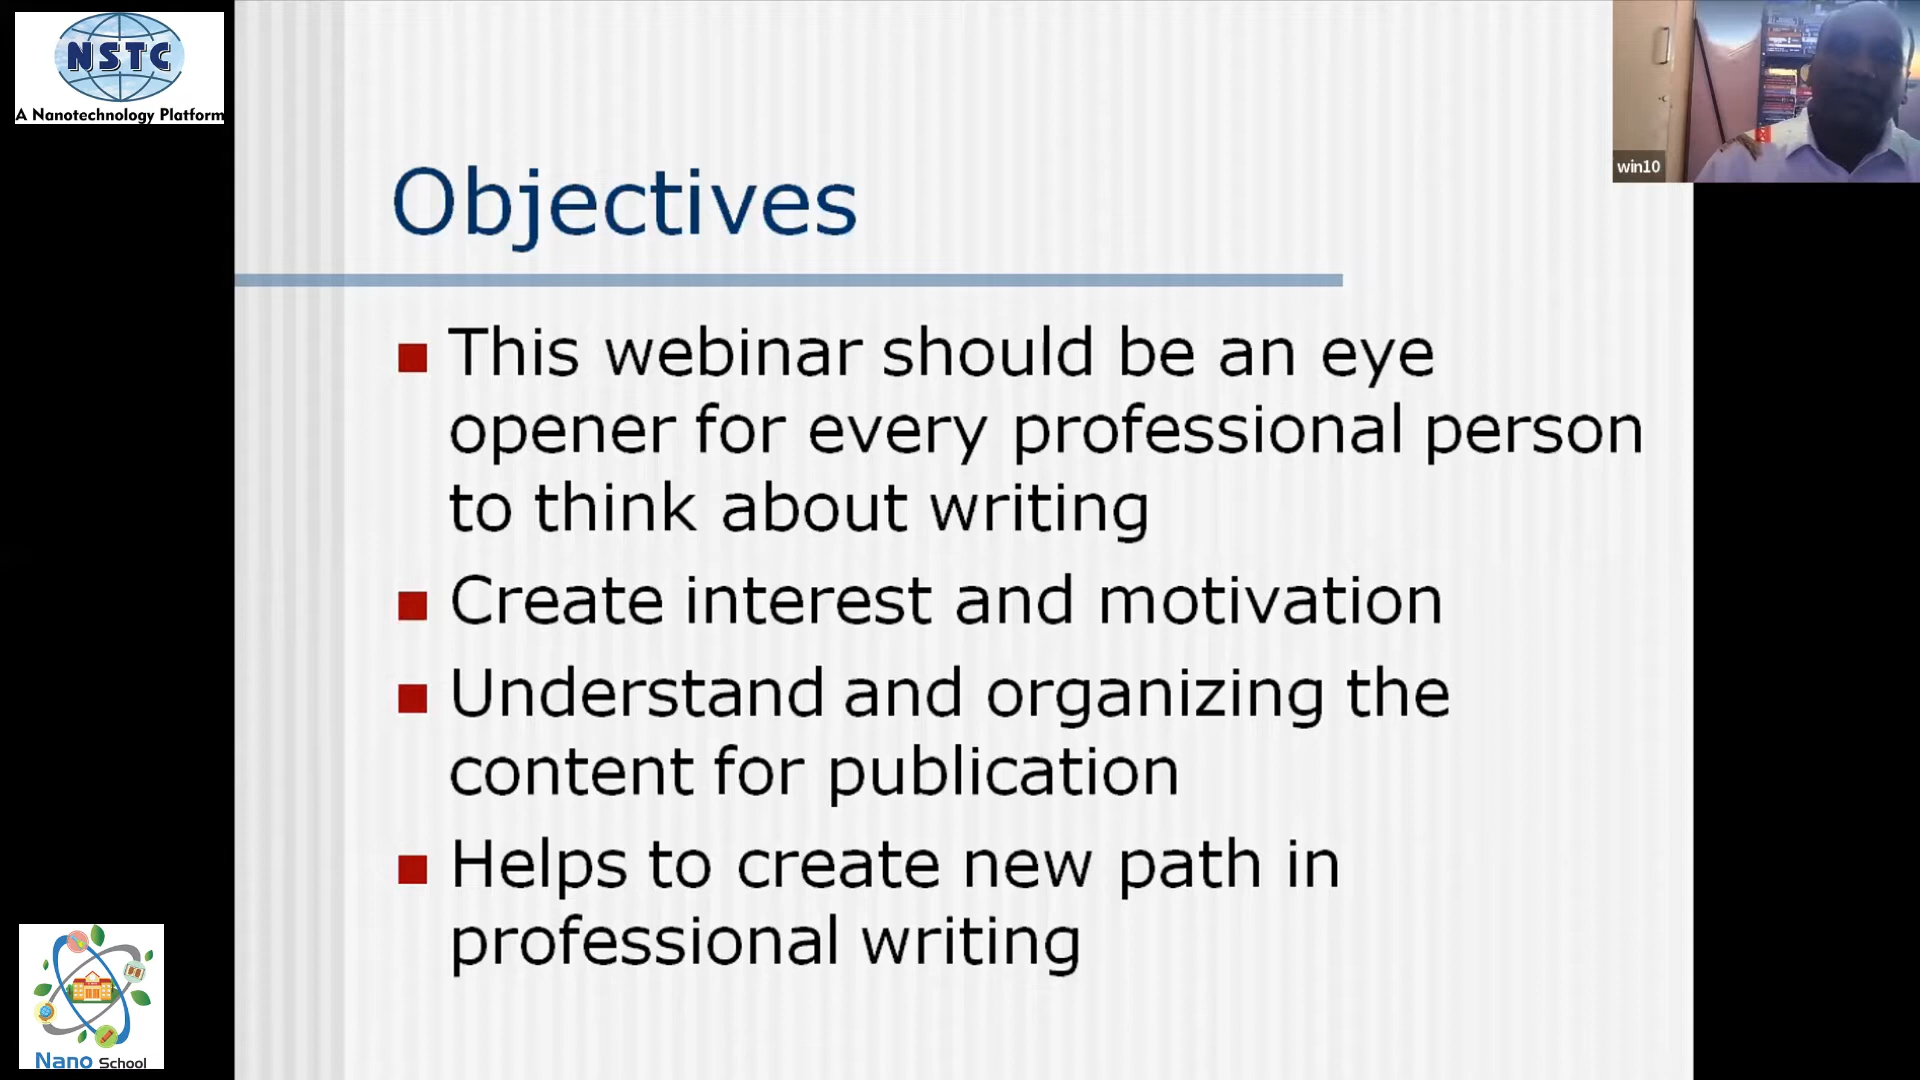 NSTC
A Nanotechnology Platform
win10
Objectives
This webinar should be an eye
opener for every professional person
to think about writing
Create interest and motivation
Understand and organizing the
content for publication
Helps to create new path in
professional writing
Nano School